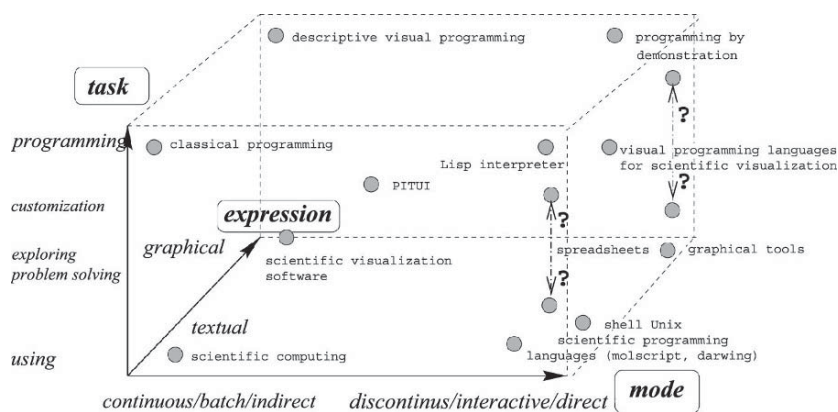 descriptive visual programming
programming by
demonstration
task
?
programming
classical programming
Lisp interpreter
visual programming languages
for scientific visualization
PITUI
?
customization
expression
?
graphical
spreadsheets
graphical tools
exploring
problem solving
scientific visualization
software
?
textual
shell Unix
scientific programming
languages (molscript, darwing)
using
scientific computing
mode
continuous/batch/indirect
discontinus/interactive/direct